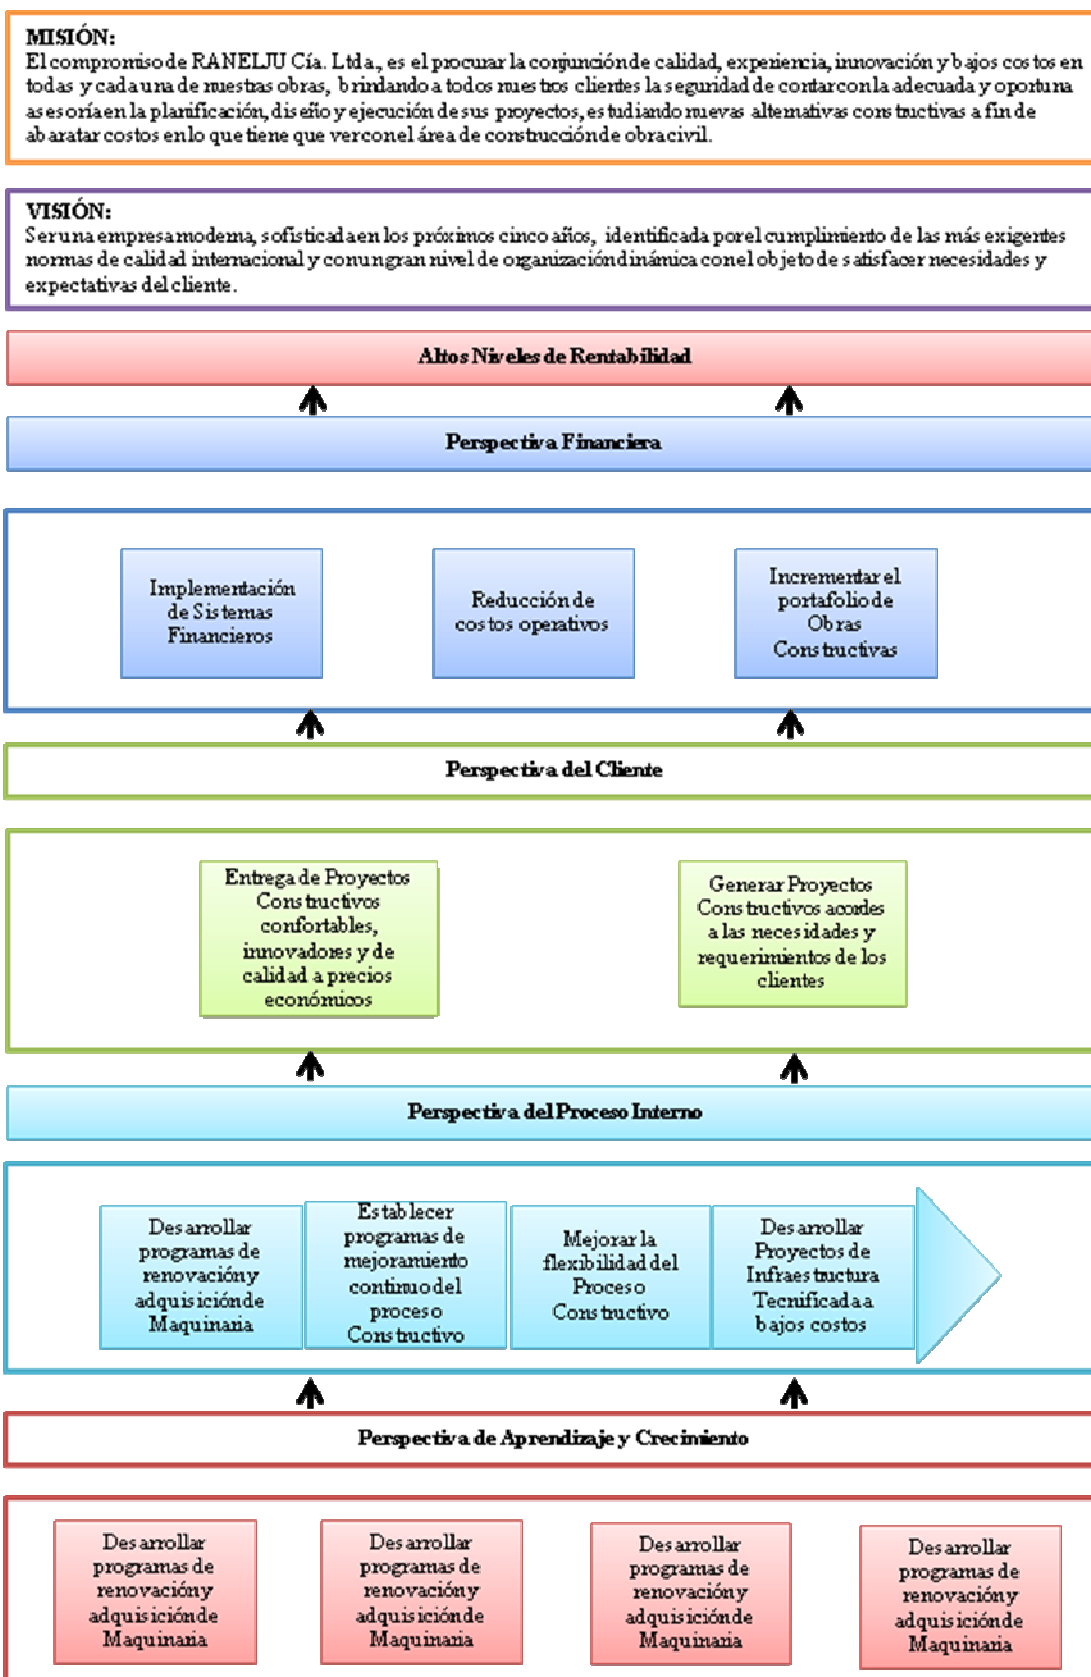 MISIÓN:
El compromiso de RANELJU Cía. Ltda., es el procurar la conjunción de calidad, experiencia, innovación y bajos costos en
todas y cada una de nuestras obras, brindando a todos nuestros clientes la seguridad de contar con la adecuada y oportuna
asesoría en la planificación, diseño y ejecución de sus proyectos, estudiando nuevas alternativas constructivas a fin de
abaratar costos en lo que tiene que ver con el área de construcción de obra civil.
VISIÓN:
Ser una empresa moderna, sofisticada en los próximos cinco años, identificada por el cumplimiento de las más exigentes
normas de calidad internacional y con un gran nivel de organización dinámica con el objeto de satisfacer necesidades y
expectativas del cliente.
Altos Niveles de Rentabilidad
Perspectiva Financiera
Implementación
de Sistemas
Financieros
Reducción de
costos operativos
Incrementar el
portafolio de
Obras
Constructivas
Perspectiva del Cliente
Entrega de Proyectos
Constructivos
confortables,
innovadores y de
calidad a precios
económicos
Generar Proyectos
Constructivos acordes
a las necesidades y
requerimientos de los
clientes
Perspectiva del Proceso Interno
Desarrollar
programas de
renovación y
adquisición de
Maquinaria
Establecer
programas de
mejoramiento
continuo del
proceso
Constructivo
Mejorar la
flexibilidad del
Proceso
Constructivo
Desarrollar
Proyectos de
Infraestructura
Tecnificada a
bajos costos
Perspectiva de Aprendizaje y Crecimiento
Desarrollar
programas de
renovación y
adquisición de
Maquinaria
Desarrollar
programas de
renovación y
adquisición de
Maquinaria
Desarrollar
programas de
renovación y
adquisición de
Maquinaria
Desarrollar
programas de
renovación y
adquisición de
Maquinaria